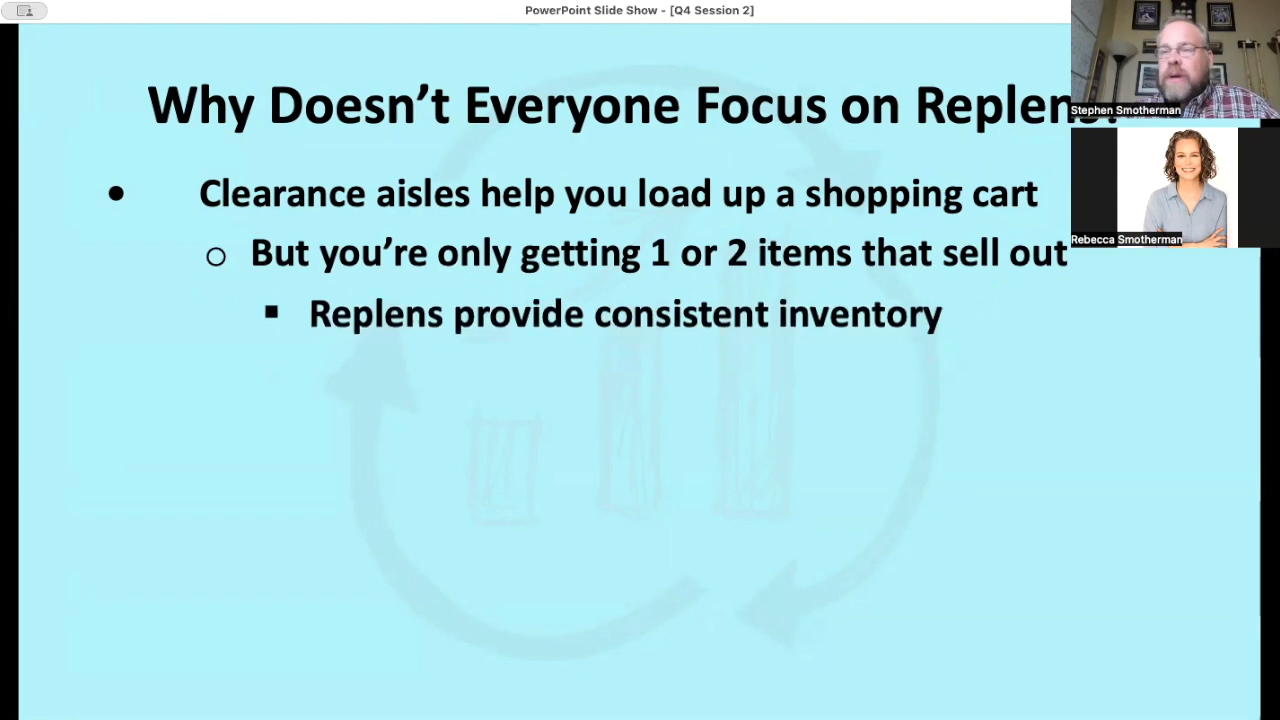 PowerPoint Slide Show - [Q4 Session 2]
Why Doesn't Everyone Focus on Replens?
Clearance aisles help you load up a shopping cart
But you're only getting 1 or 2 items that sell out
Replens provide consistent inventory
Stephen Smotherman
Rebecca Smotherman